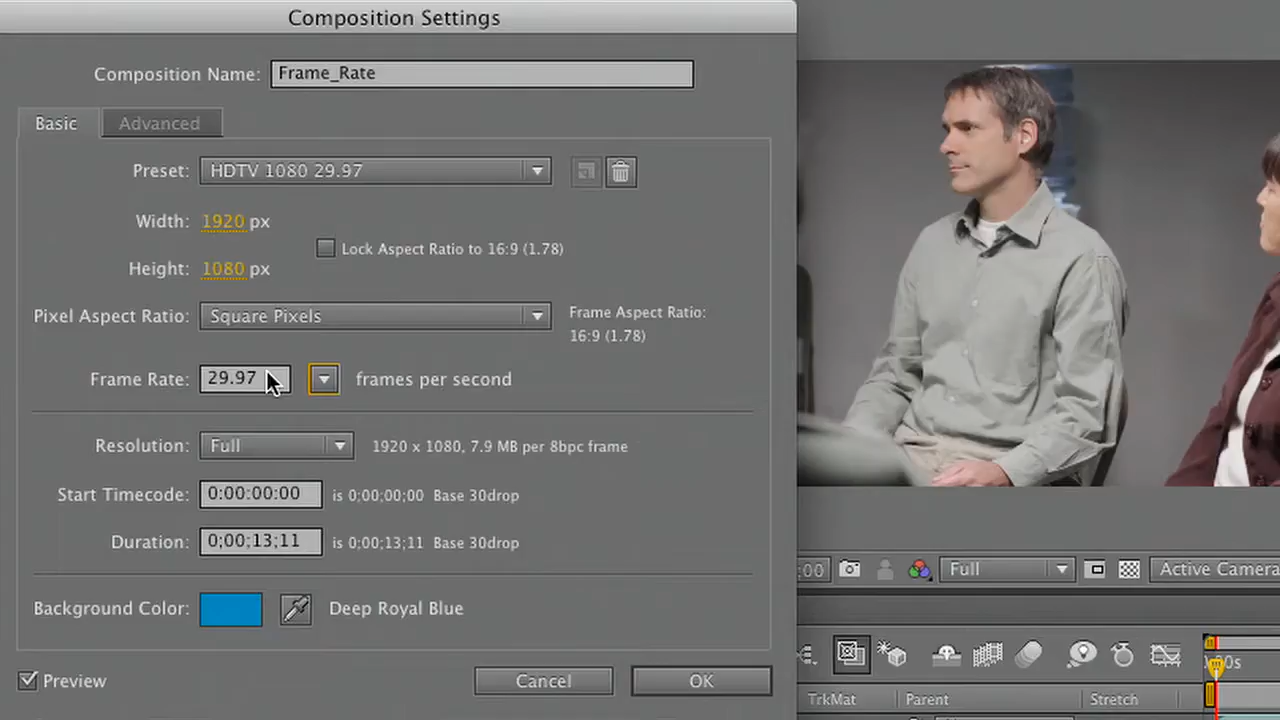 Composition Settings
Composition Name: Frame_Rate
Basic Advanced
Preset: HDTV 1080 29.97
Width: 1920 px
Lock Aspect Ratio to 16:9 (1.78)
Height: 1080 px
Pixel Aspect Ratio: Square Pixels
Frame Aspect Ratio:
16:9 (1.78)
Frame Rate: 29.97 frames per second
Resolution: Full 1920 x 1080, 7.9 MB per 8bpc frame
Start Timecode: 0:00:00:00 is 0;00;00;00 Base 30drop
Duration: 0;00;13;11 is 0;00;13;11 Base 30drop
Background Color: Deep Royal Blue
Preview Cancel OK
;00 Full Active Camera
:00s
TrkMat Parent Stretch